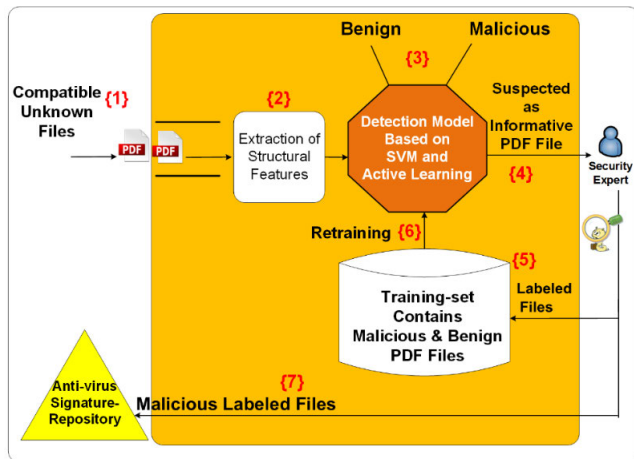 Benign
Malicious
{3}
Compatible
Unknown
Files
{1}
PDF
PDF
{2}
Extraction of
Structural
Features
Detection Model
Based on
SVM and
Active Learning
Suspected
as
Informative
PDF File
{4}
Security
Expert
Retraining
{6}
{5}
Training-set
Contains
Malicious & Benign
PDF Files
Labeled
Files
Anti-virus
Signature-
Repository
{7}
Malicious Labeled Files